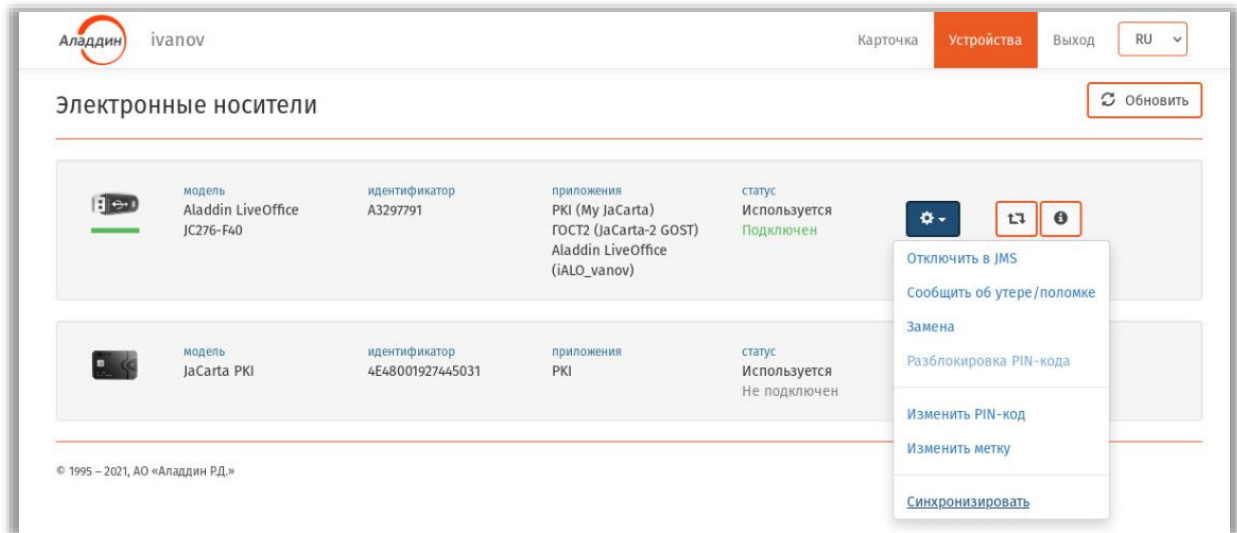 Аладдин ivanov Карточка Устройства Выход RU
Электронные носители Обновить
модель идентификатор приложения статус
Aladdin LiveOffice A3297791 PKI (My JaCarta) Используется
JC276-F40 ГОСТ2 (JaCarta-2 GOST) Подключен
Aladdin LiveOffice
(iALO_vanov)
Отключить в JMS
Сообщить об утере/поломке
Замена
Разблокировка PIN-кода
Изменить PIN-код
Изменить метку
Синхронизировать
модель идентификатор приложения статус
JaCarta PKI 4E48001927445031 PKI Используется
Не подключен
© 1995 – 2021, АО «Аладдин Р.Д.»